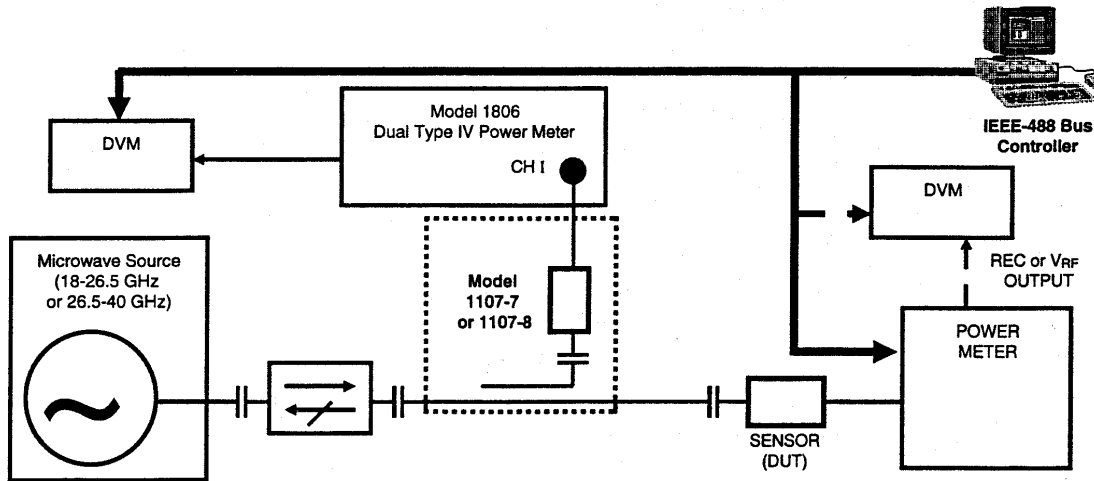 Model 1806
Dual Type IV Power Meter
CH I
DVM
IEEE-488 Bus
Controller
DVM
REC or VRF
OUTPUT
Microwave Source
(18-26.5 GHz
or 26.5-40 GHz)
Model
1107-7
or 1107-8
POWER
METER
SENSOR
(DUT)